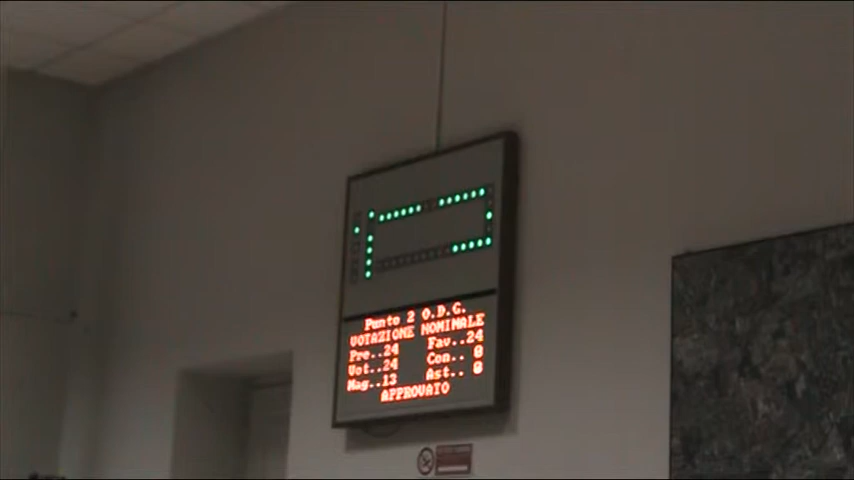 Punto 2 O.D.G.
VOTAZIONE NOMINALE
Pre..24 Fav..24
Vot..24 Con.. 0
Mag..13 Ast.. 0
APPROVATO